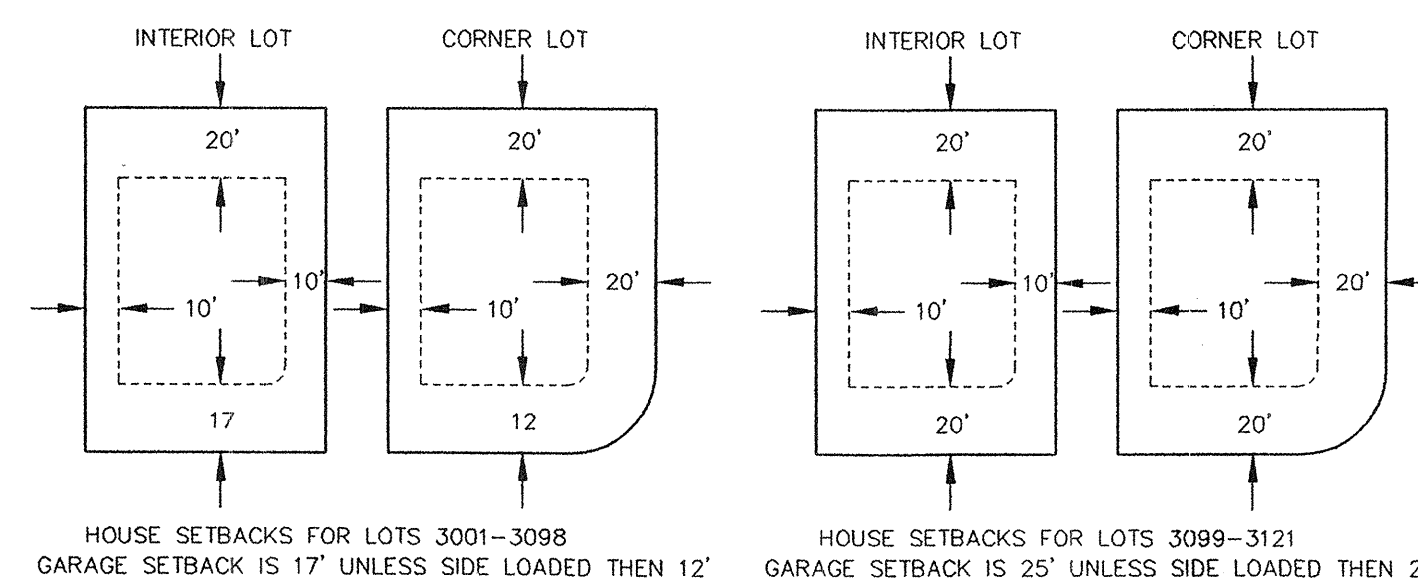 INTERIOR LOT
CORNER LOT
20'
20'
10'
20'
10'
10'
17
12
HOUSE SETBACKS FOR LOTS 3001-3098
GARAGE SETBACK IS 17' UNLESS SIDE LOADED THEN 12'
INTERIOR LOT
CORNER LOT
20'
20'
10'
20'
10'
10'
20'
20'
HOUSE SETBACKS FOR LOTS 3099-3121
GARAGE SETBACK IS 25' UNLESS SIDE LOADED THEN